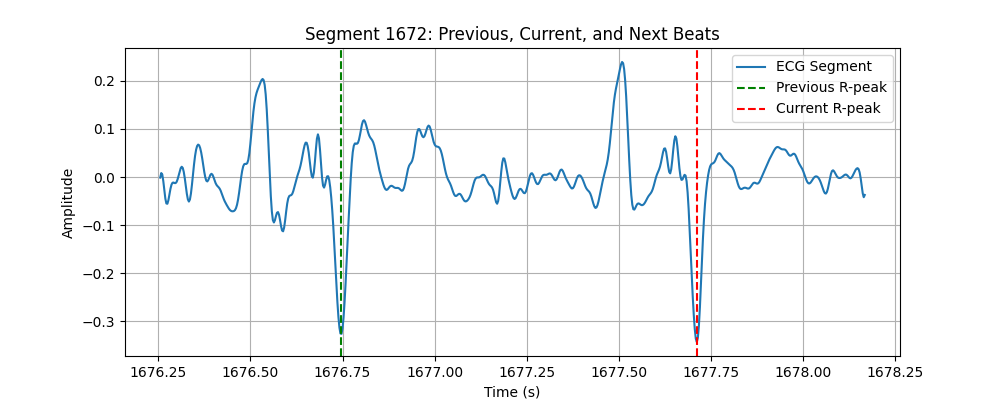 Segment 1672: Previous, Current, and Next Beats
ECG Segment
Previous R-peak
Current R-peak
0.2
0.1
0.0
−0.1
−0.2
−0.3
Amplitude
1676.25 1676.50 1676.75 1677.00 1677.25 1677.50 1677.75 1678.00 1678.25
Time (s)